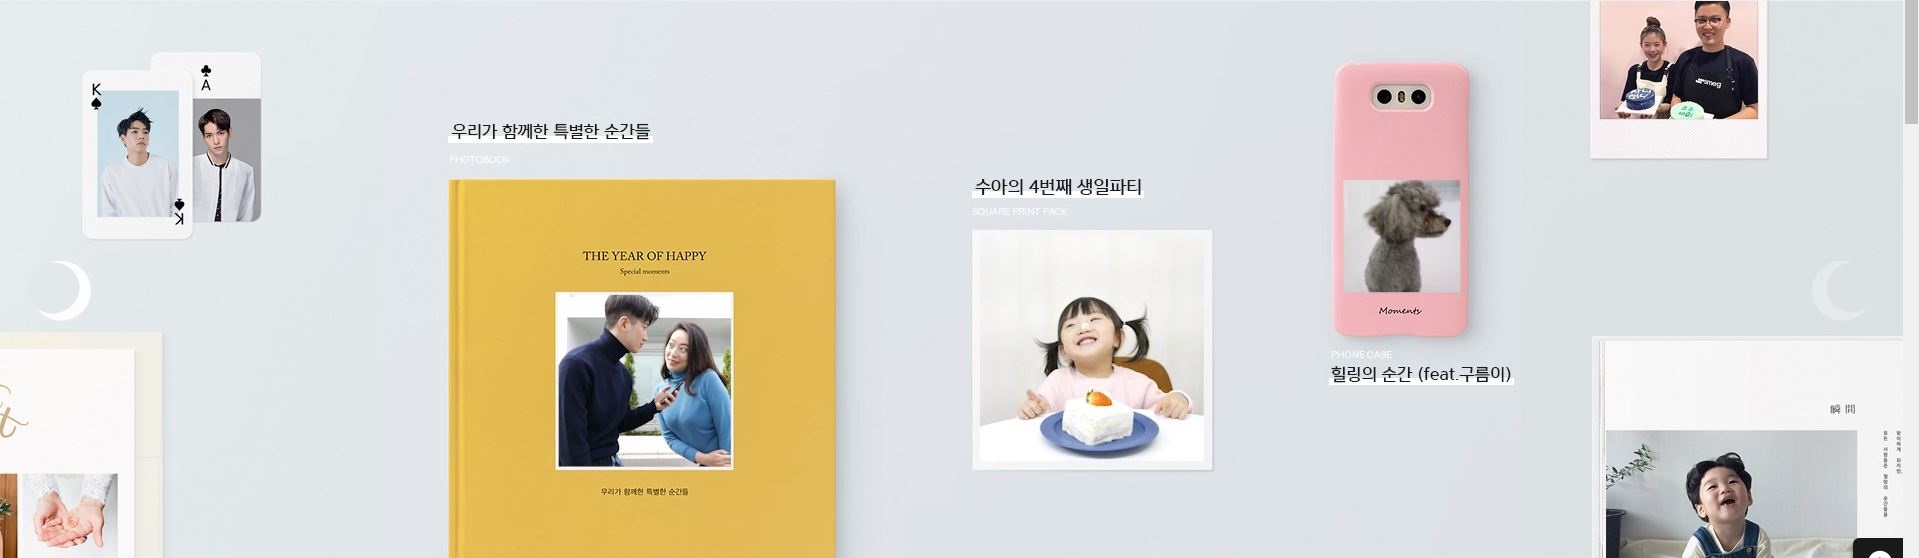 K
A
K
우리가 함께한 특별한 순간들
PHOTOBOOK
THE YEAR OF HAPPY
Special moments
우리가 함께한 특별한 순간들
수아의 4번째 생일파티
SQUARE PRINT PACK
Moments
PHONE CASE
힐링의 순간 (feat.구름이)
smeg
瞬間